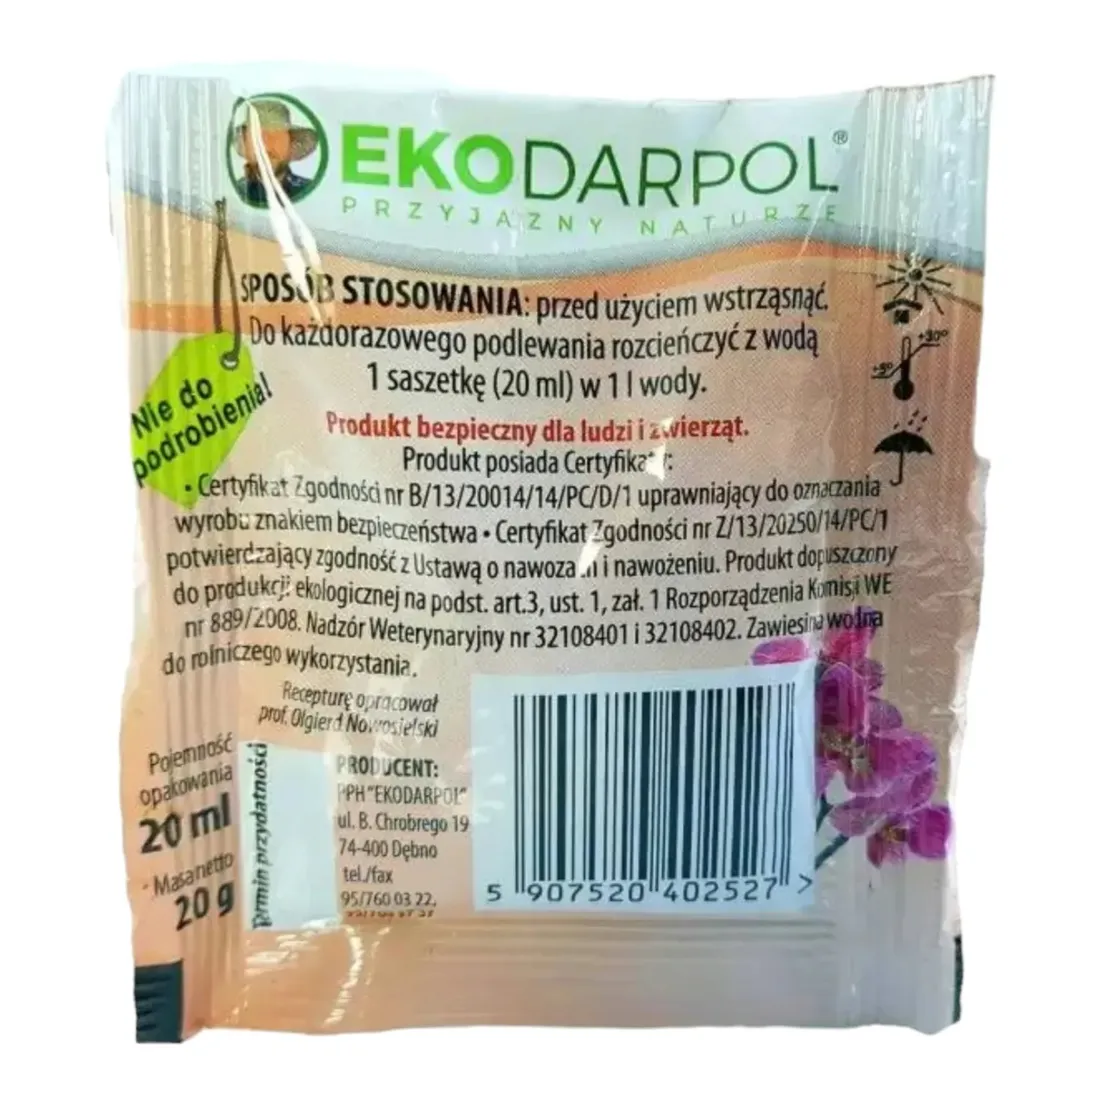 EKODARPOL®
PRZYJAZNY NATURZE
SPOSÓB STOSOWANIA: przed użyciem wstrząsnąć.
Do każdorazowego podlewania rozcieńczyć z wodą
1 saszetkę (20 ml) w 1 l wody.
Nie do
podrobienia!
+30°
+5°
Produkt bezpieczny dla ludzi i zwierząt.
Produkt posiada Certyfikaty:
• Certyfikat Zgodności nr B/13/20014/14/PC/D/1 uprawniający do oznaczania
wyrobu znakiem bezpieczeństwa • Certyfikat Zgodności nr Z/13/20250/14/PC/1
potwierdzający zgodność z Ustawą o nawozach i nawożeniu. Produkt dopuszczony
do produkcji ekologicznej na podst. art.3, ust. 1, zał. 1 Rozporządzenia Komisji WE
nr 889/2008. Nadzór Weterynaryjny nr 32108401 i 32108402. Zawiesina wodna
do rolniczego wykorzystania.
Recepturę opracował
prof. Olgierd Nowosielski
Pojemność
opakowania
20 ml
• Masa netto
20 g
Termin przydatności
PRODUCENT:
PPH "EKODARPOL"
ul. B. Chrobrego 19
74-400 Dębno
tel./fax
95/760 03 22,
5 907520 402527 >